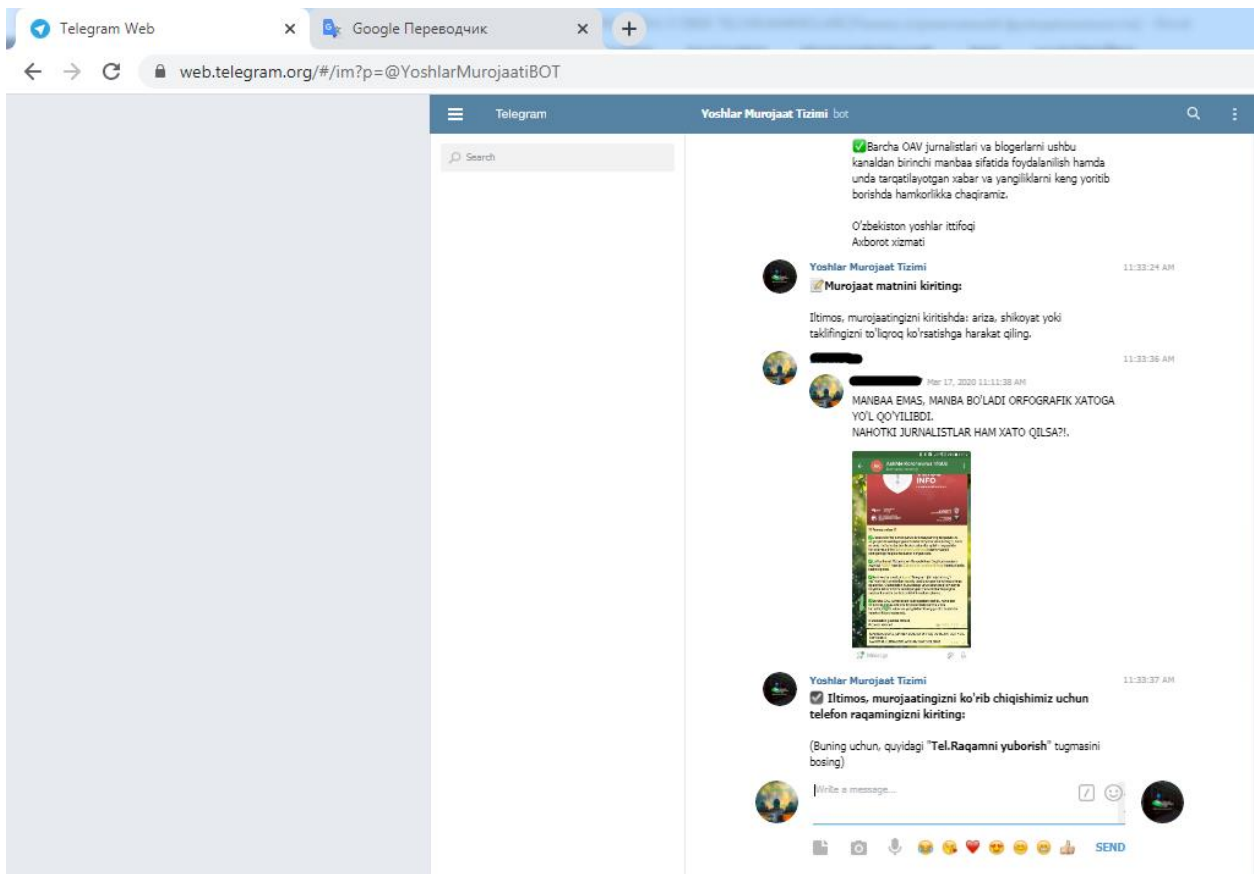 Telegram Web
Google Переводчик
web.telegram.org/#/im?p=@YoshlarMurojaatiBOT
Telegram
Yoshlar Murojaat Tizimi bot
Search
Barcha OAV jurnalistlari va blogerlarni ushbu
kanaldan birinchi manbaa sifatida foydalanilish hamda
unda tarqatilayotgan xabar va yangiliklarni keng yoritib
borishda hamkorlikka chaqiramiz.
O'zbekiston yoshlar ittifoqi
Axborot xizmati
Yoshlar Murojaat Tizimi 11:33:24 AM
Murojaat matnini kiriting:
Iltimos, murojaatingizni kiritishda: ariza, shikoyat yoki
taklifingizni to'liqroq ko'rsatishga harakat qiling.
11:33:36 AM
Mar 17, 2020 11:11:38 AM
MANBAA EMAS, MANBA BO'LADI ORFOGRAFIK XATOGA
YO'L QO'YILIBDI.
NAHOTKI JURNALISTLAR HAM XATO QILSA?!.
INFO
Yoshlar Murojaat Tizimi 11:33:37 AM
Iltimos, murojaatingizni ko'rib chiqishimiz uchun
telefon raqamingizni kiriting:
(Buning uchun, quyidagi "Tel.Raqamni yuborish" tugmasini
bosing)
Write a message...
SEND